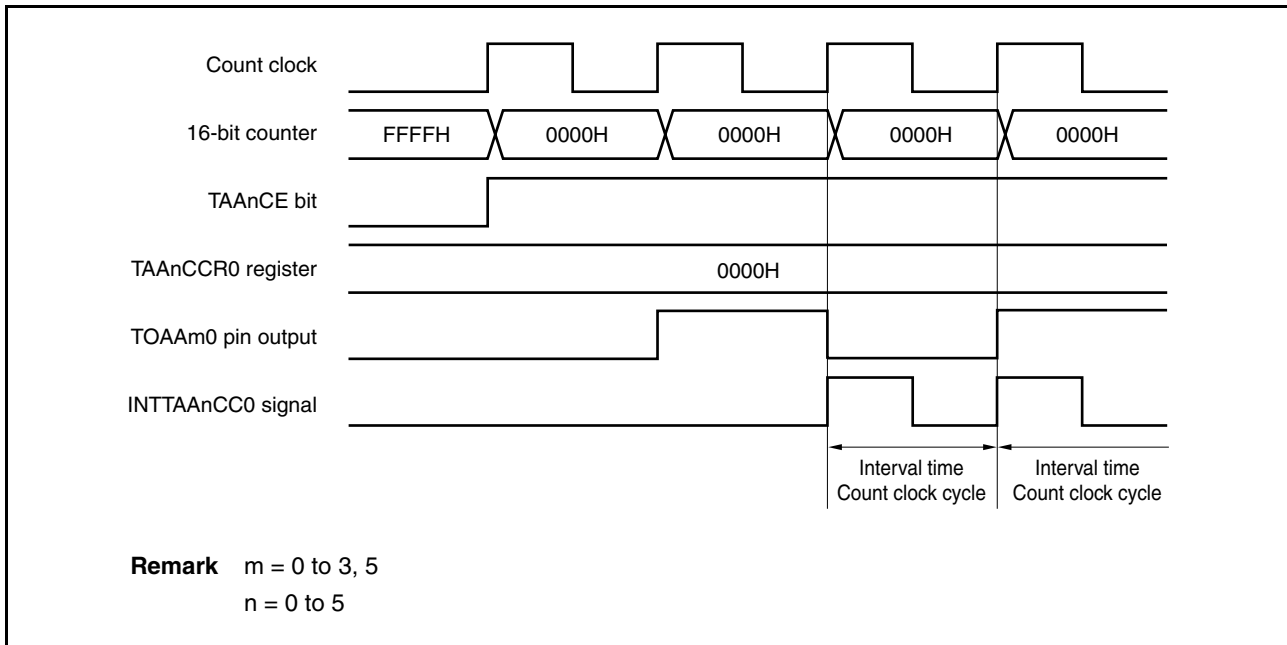 Count clock
16-bit counter FFFFH 0000H 0000H 0000H 0000H
TAAnCE bit
TAAnCCR0 register 0000H
TOAAm0 pin output
INTTAAnCC0 signal
Interval time Interval time
Count clock cycle Count clock cycle
Remark m = 0 to 3, 5
n = 0 to 5